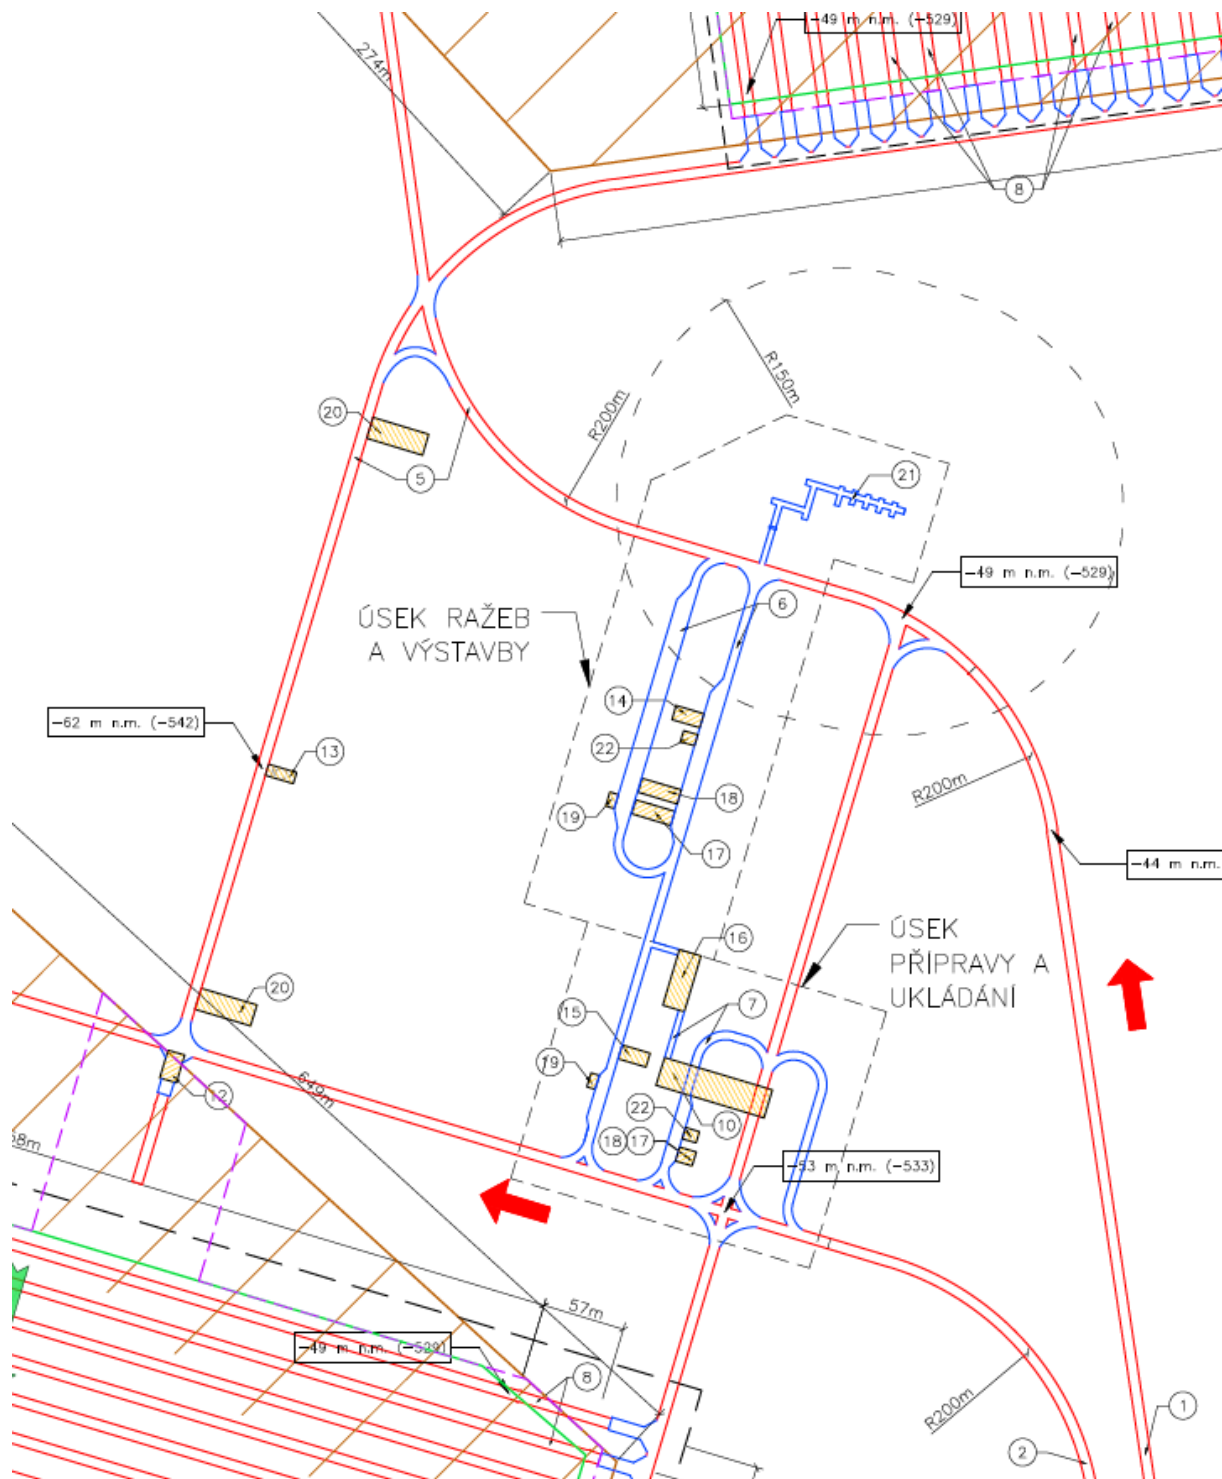 −49 m n.m. (−529)
274m
8
R150m
R200m
20
5
21
−49 m n.m. (−529)
6
ÚSEK RAŽEB
A VÝSTAVBY
14
−62 m n.m. (−542)
13
22
18
19
17
R200m
−44 m n.m.
16
ÚSEK
PŘÍPRAVY A
UKLÁDÁNÍ
20
7
15
19
12
649m
10
22
18
17
58m
−53 m n.m. (−533)
57m
−49 m n.m. (−529)
8
R200m
1
2